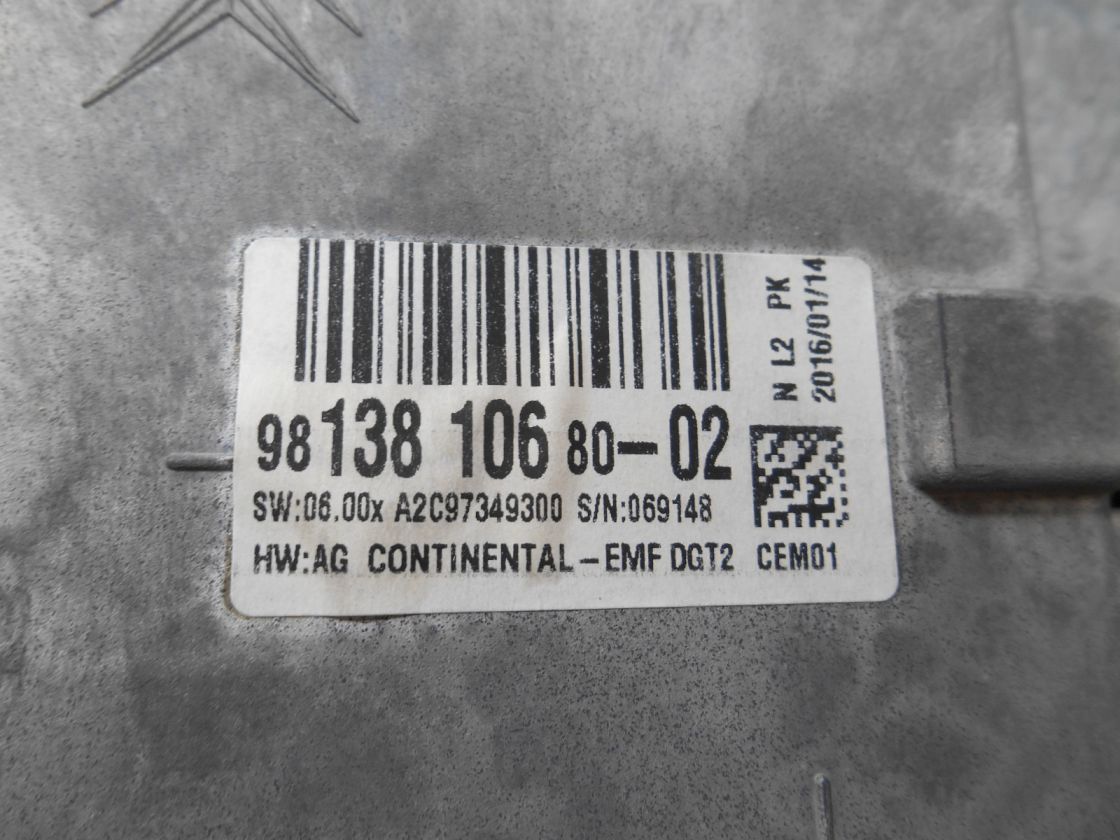 98 138 106 80-02
SW:06.00x A2C97349300 S/N:069148
HW:AG CONTINENTAL-EMF DGT2 CEM01
N L2 PK
2016/01/14